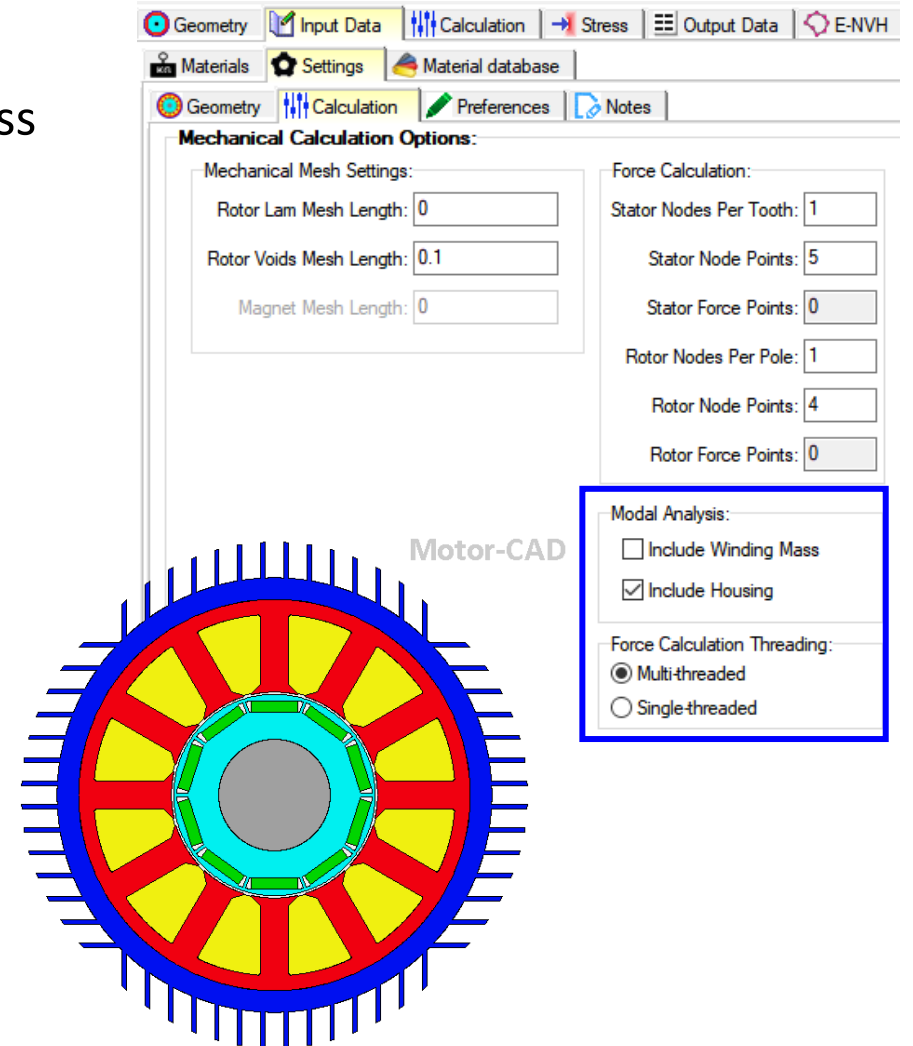 Geometry Input Data Calculation Stress Output Data E-NVH
Materials Settings Material database
Geometry Calculation Preferences Notes
ss
Mechanical Calculation Options:
Mechanical Mesh Settings:
Rotor Lam Mesh Length: 0
Rotor Voids Mesh Length: 0.1
Magnet Mesh Length: 0
Force Calculation:
Stator Nodes Per Tooth: 1
Stator Node Points: 5
Stator Force Points: 0
Rotor Nodes Per Pole: 1
Rotor Node Points: 4
Rotor Force Points: 0
Modal Analysis:
Include Winding Mass
Include Housing
Force Calculation Threading:
Multi-threaded
Single-threaded
Motor-CAD